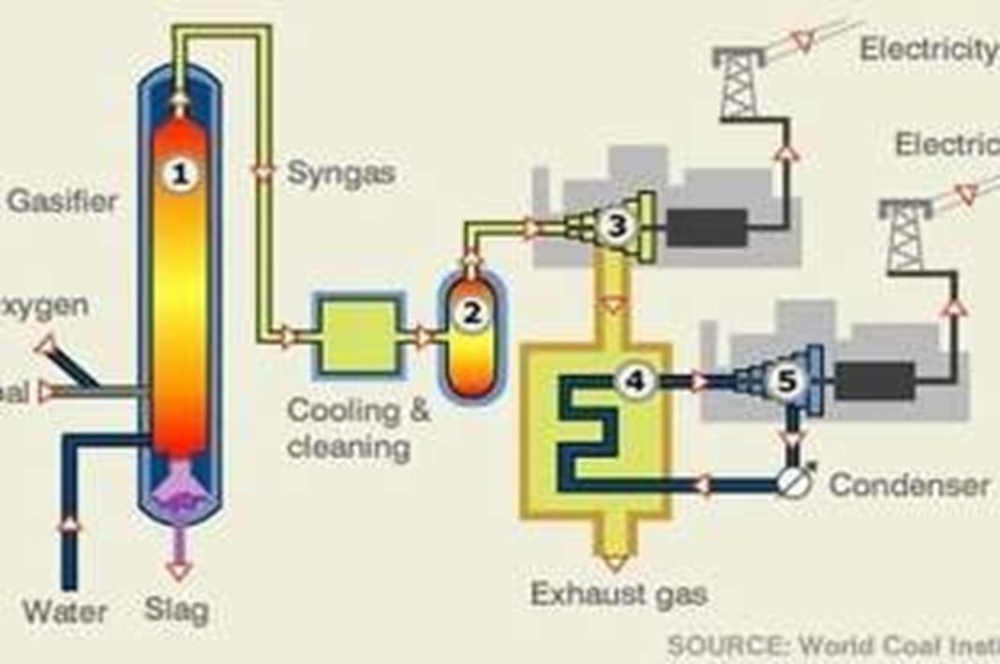 Electricity
Electric
1
Syngas
Gasifier
3
xygen
2
4
5
al
Cooling &
cleaning
Condenser
Exhaust gas
Water
Slag
SOURCE: World Coal Insti